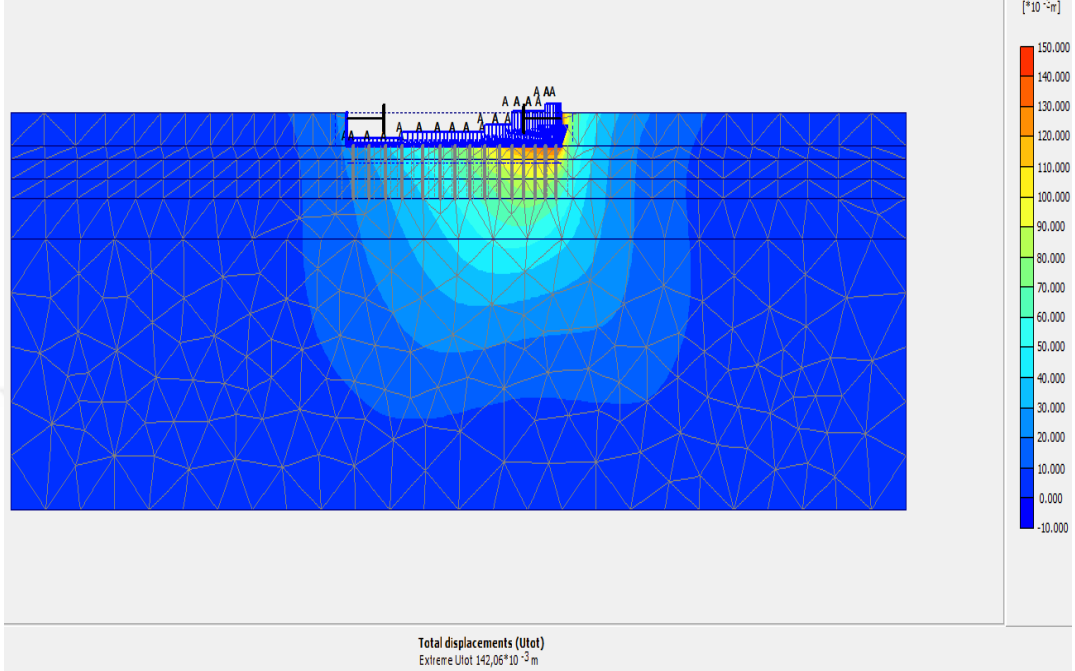 [*10 -3m]
150.000
140.000
130.000
120.000
110.000
100.000
90.000
80.000
70.000
60.000
50.000
40.000
30.000
20.000
10.000
0.000
-10.000
A AA
A A A A
A A A
A A A A A A
A A A
Total displacements (Utot)
Extreme Utot 142,06*10 -3 m